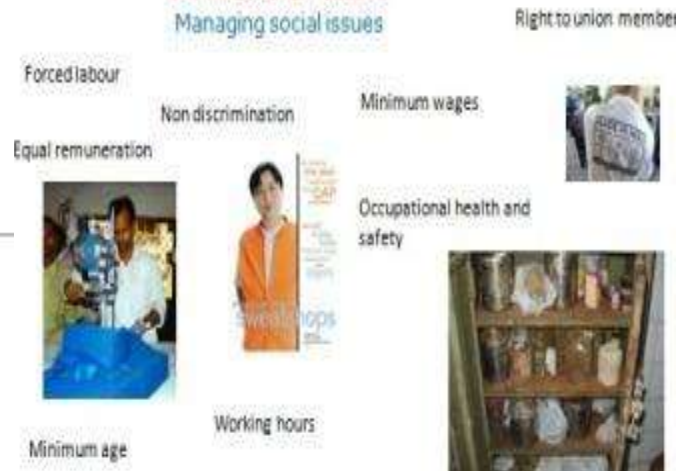 Managing social issues
Right to union member
Forced labour
Non discrimination
Minimum wages
Equal remuneration
Occupational health and
safety
GAP
sweatshops
Working hours
Minimum age